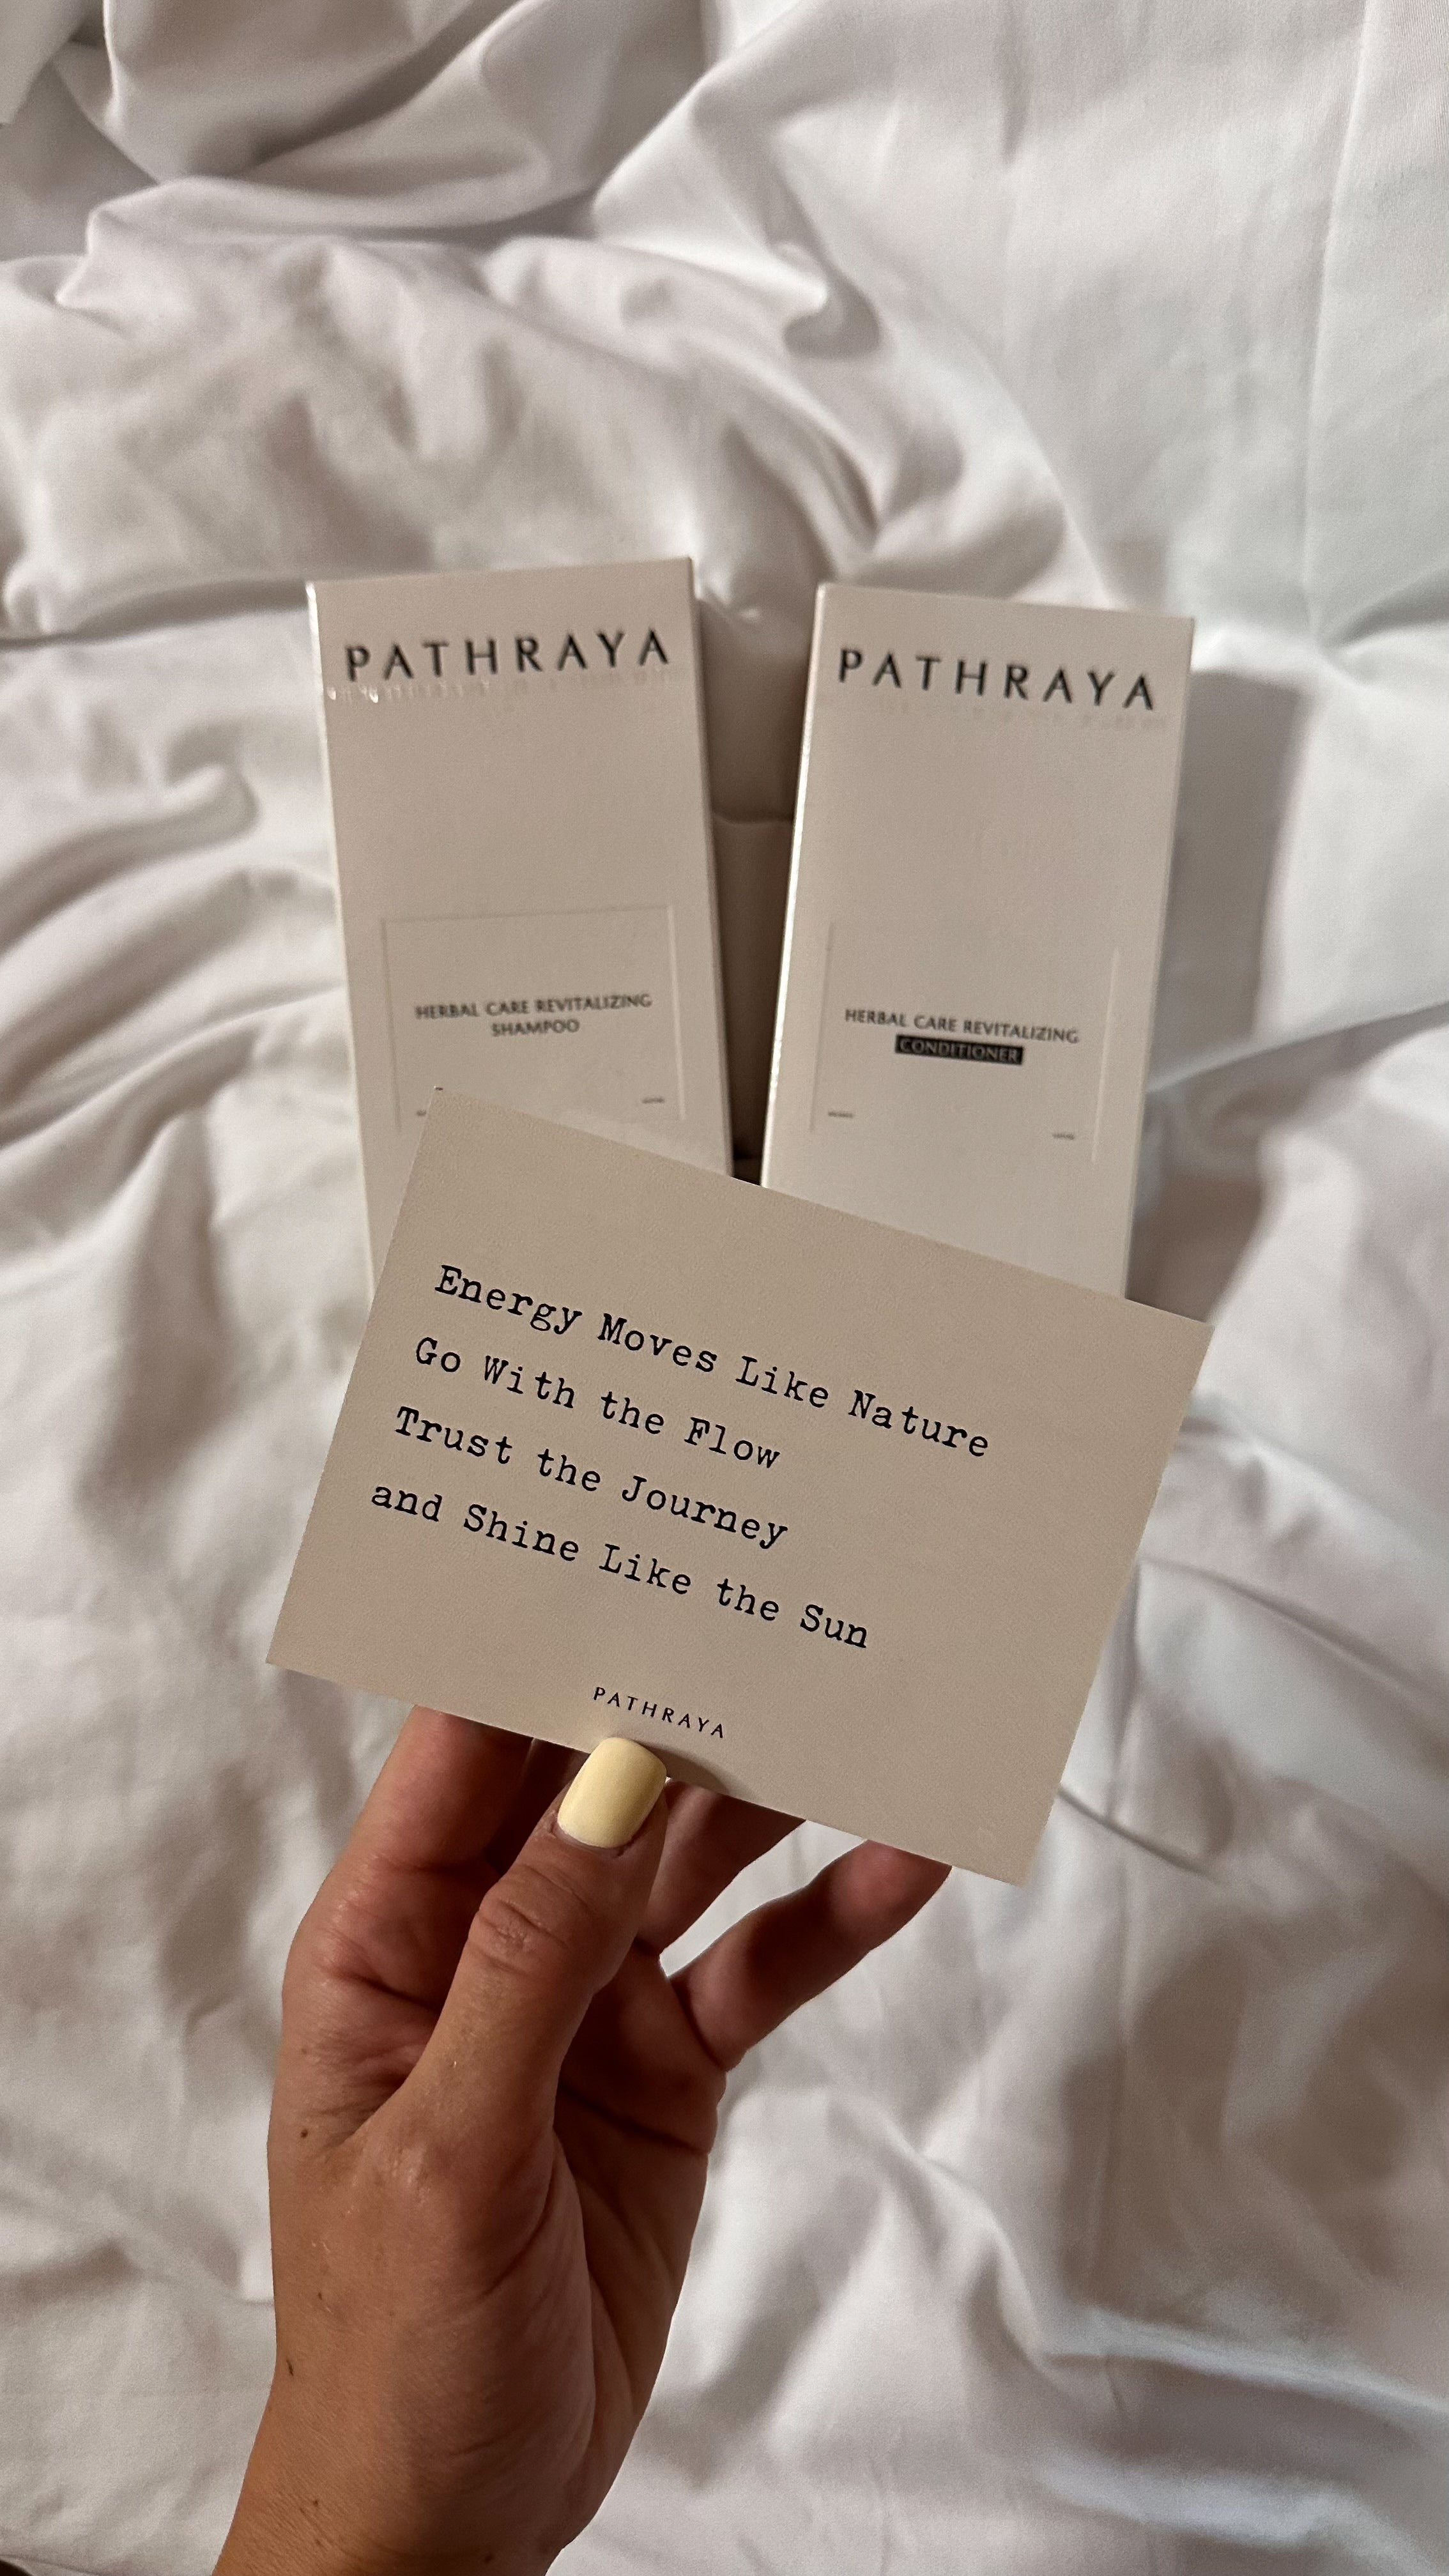 PATHRAYA
HERBAL CARE REVITALIZING
SHAMPOO
PATHRAYA
HERBAL CARE REVITALIZING
CONDITIONER
Energy Moves Like Nature
Go With the Flow
Trust the Journey
and Shine Like the Sun
PATHRAYA